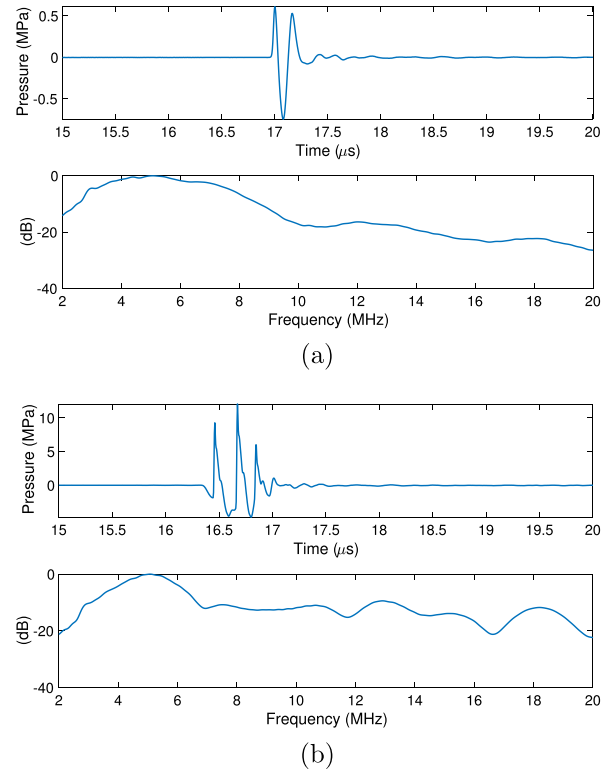 Pressure (MPa)
0.5
0
-0.5
15 15.5 16 16.5 17 17.5 18 18.5 19 19.5 20
Time (μs)
(dB)
0
-20
-40
2 4 6 8 10 12 14 16 18 20
Frequency (MHz)
(a)
Pressure (MPa)
10
5
0
15 15.5 16 16.5 17 17.5 18 18.5 19 19.5 20
Time (μs)
(dB)
0
-20
-40
2 4 6 8 10 12 14 16 18 20
Frequency (MHz)
(b)